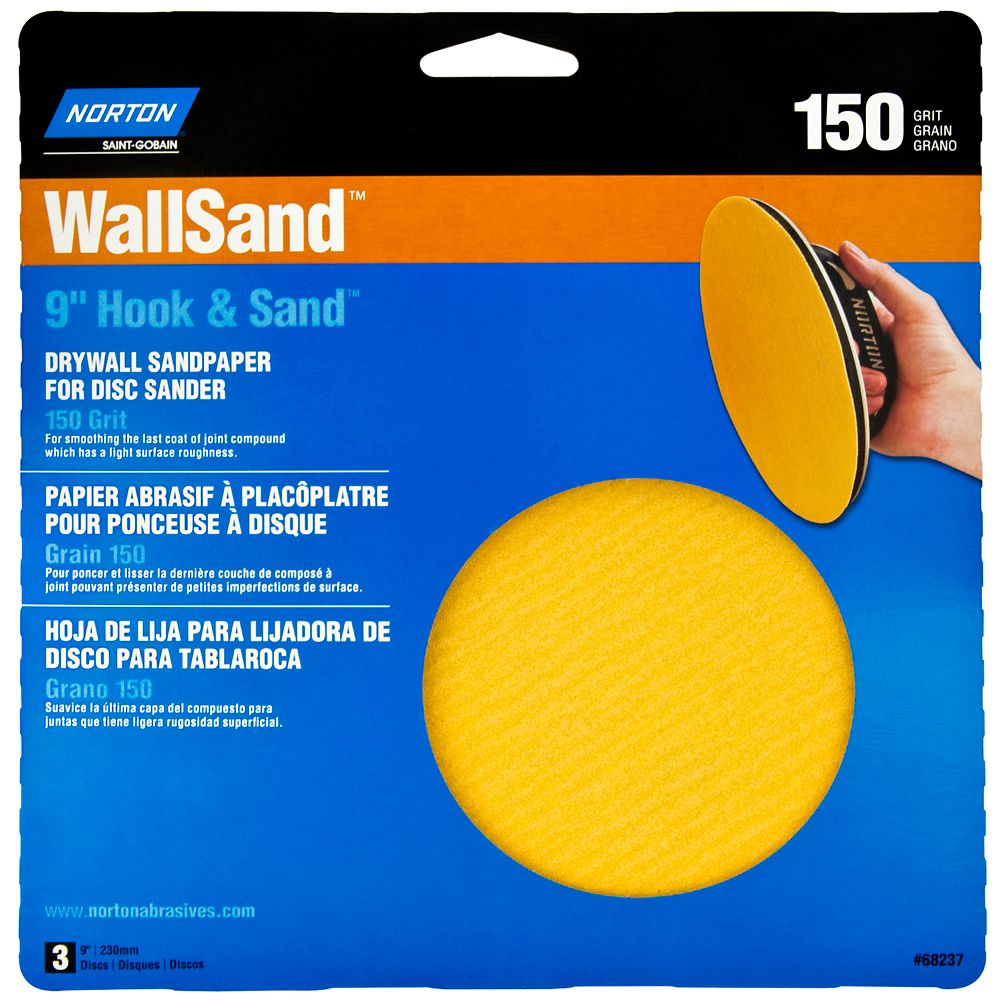 NORTON
SAINT-GOBAIN
150 GRIT
GRAIN
GRANO
WallSand™
9" Hook & Sand™
DRYWALL SANDPAPER
FOR DISC SANDER
150 Grit
For smoothing the last coat of joint compound
which has a light surface roughness.
NORTON
PAPIER ABRASIF À PLACÔPLATRE
POUR PONCEUSE À DISQUE
Grain 150
Pour poncer et lisser la dernière couche de composé à
joint pouvant présenter de petites imperfections de surface.
HOJA DE LIJA PARA LIJADORA DE
DISCO PARA TABLAROCA
Grano 150
Suavice la última capa del compuesto para
juntas que tiene ligera rugosidad superficial.
www.nortonabrasives.com
3 9" | 230mm
Discs | Disques | Discos
#68237